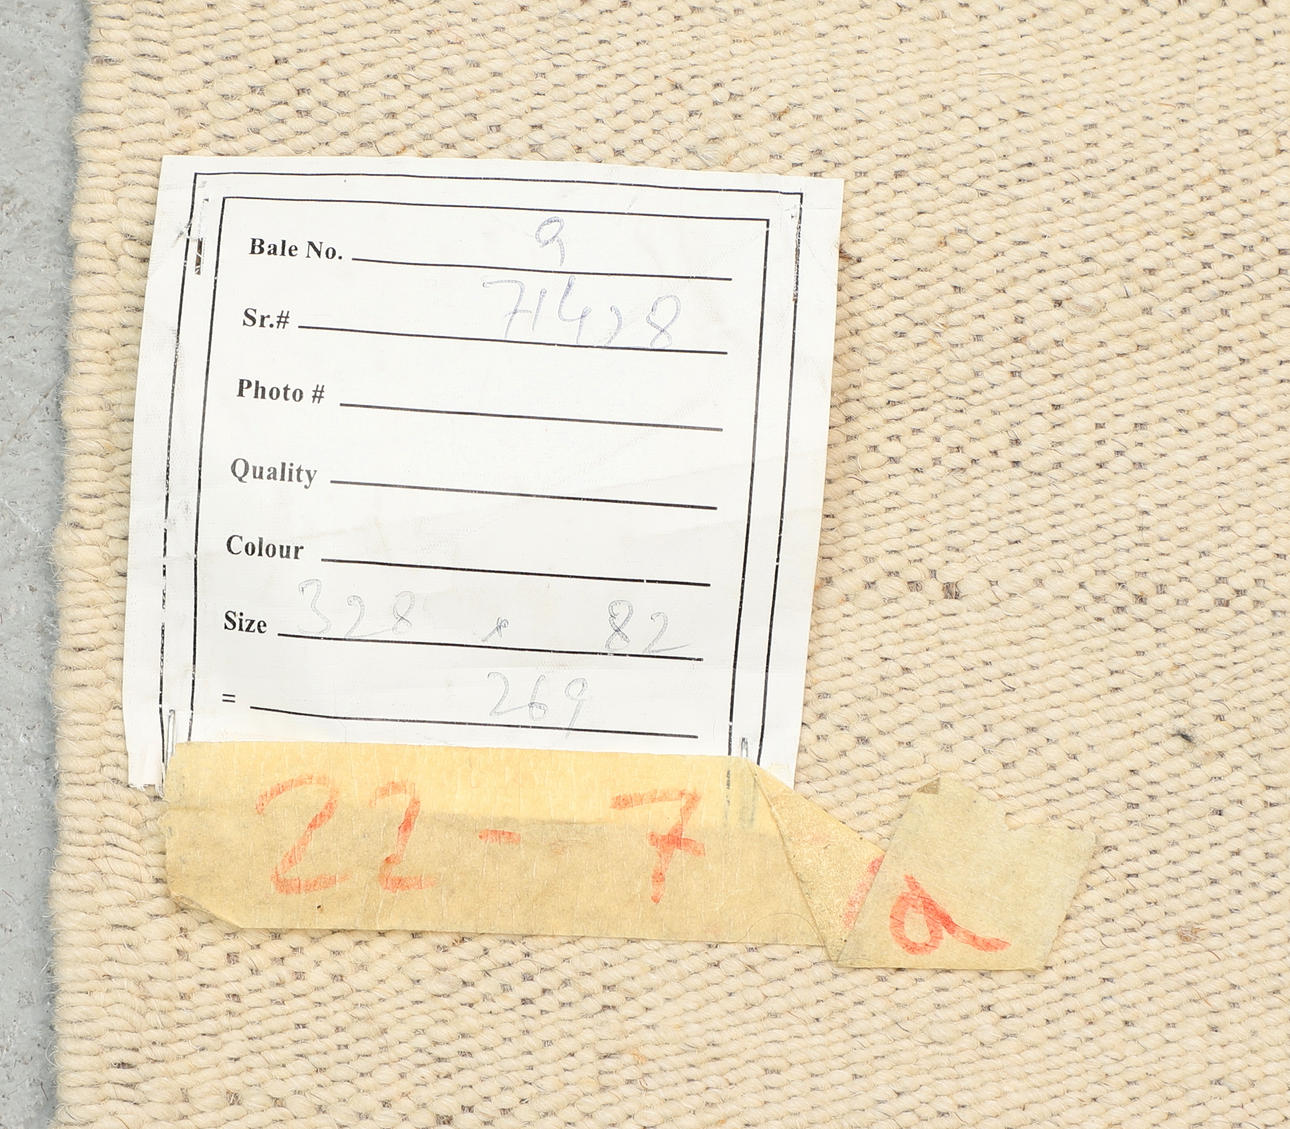 Bale No. 9
Sr.# 71428
Photo #
Quality
Colour
Size 328 x 82
= 269
22 - 7 a